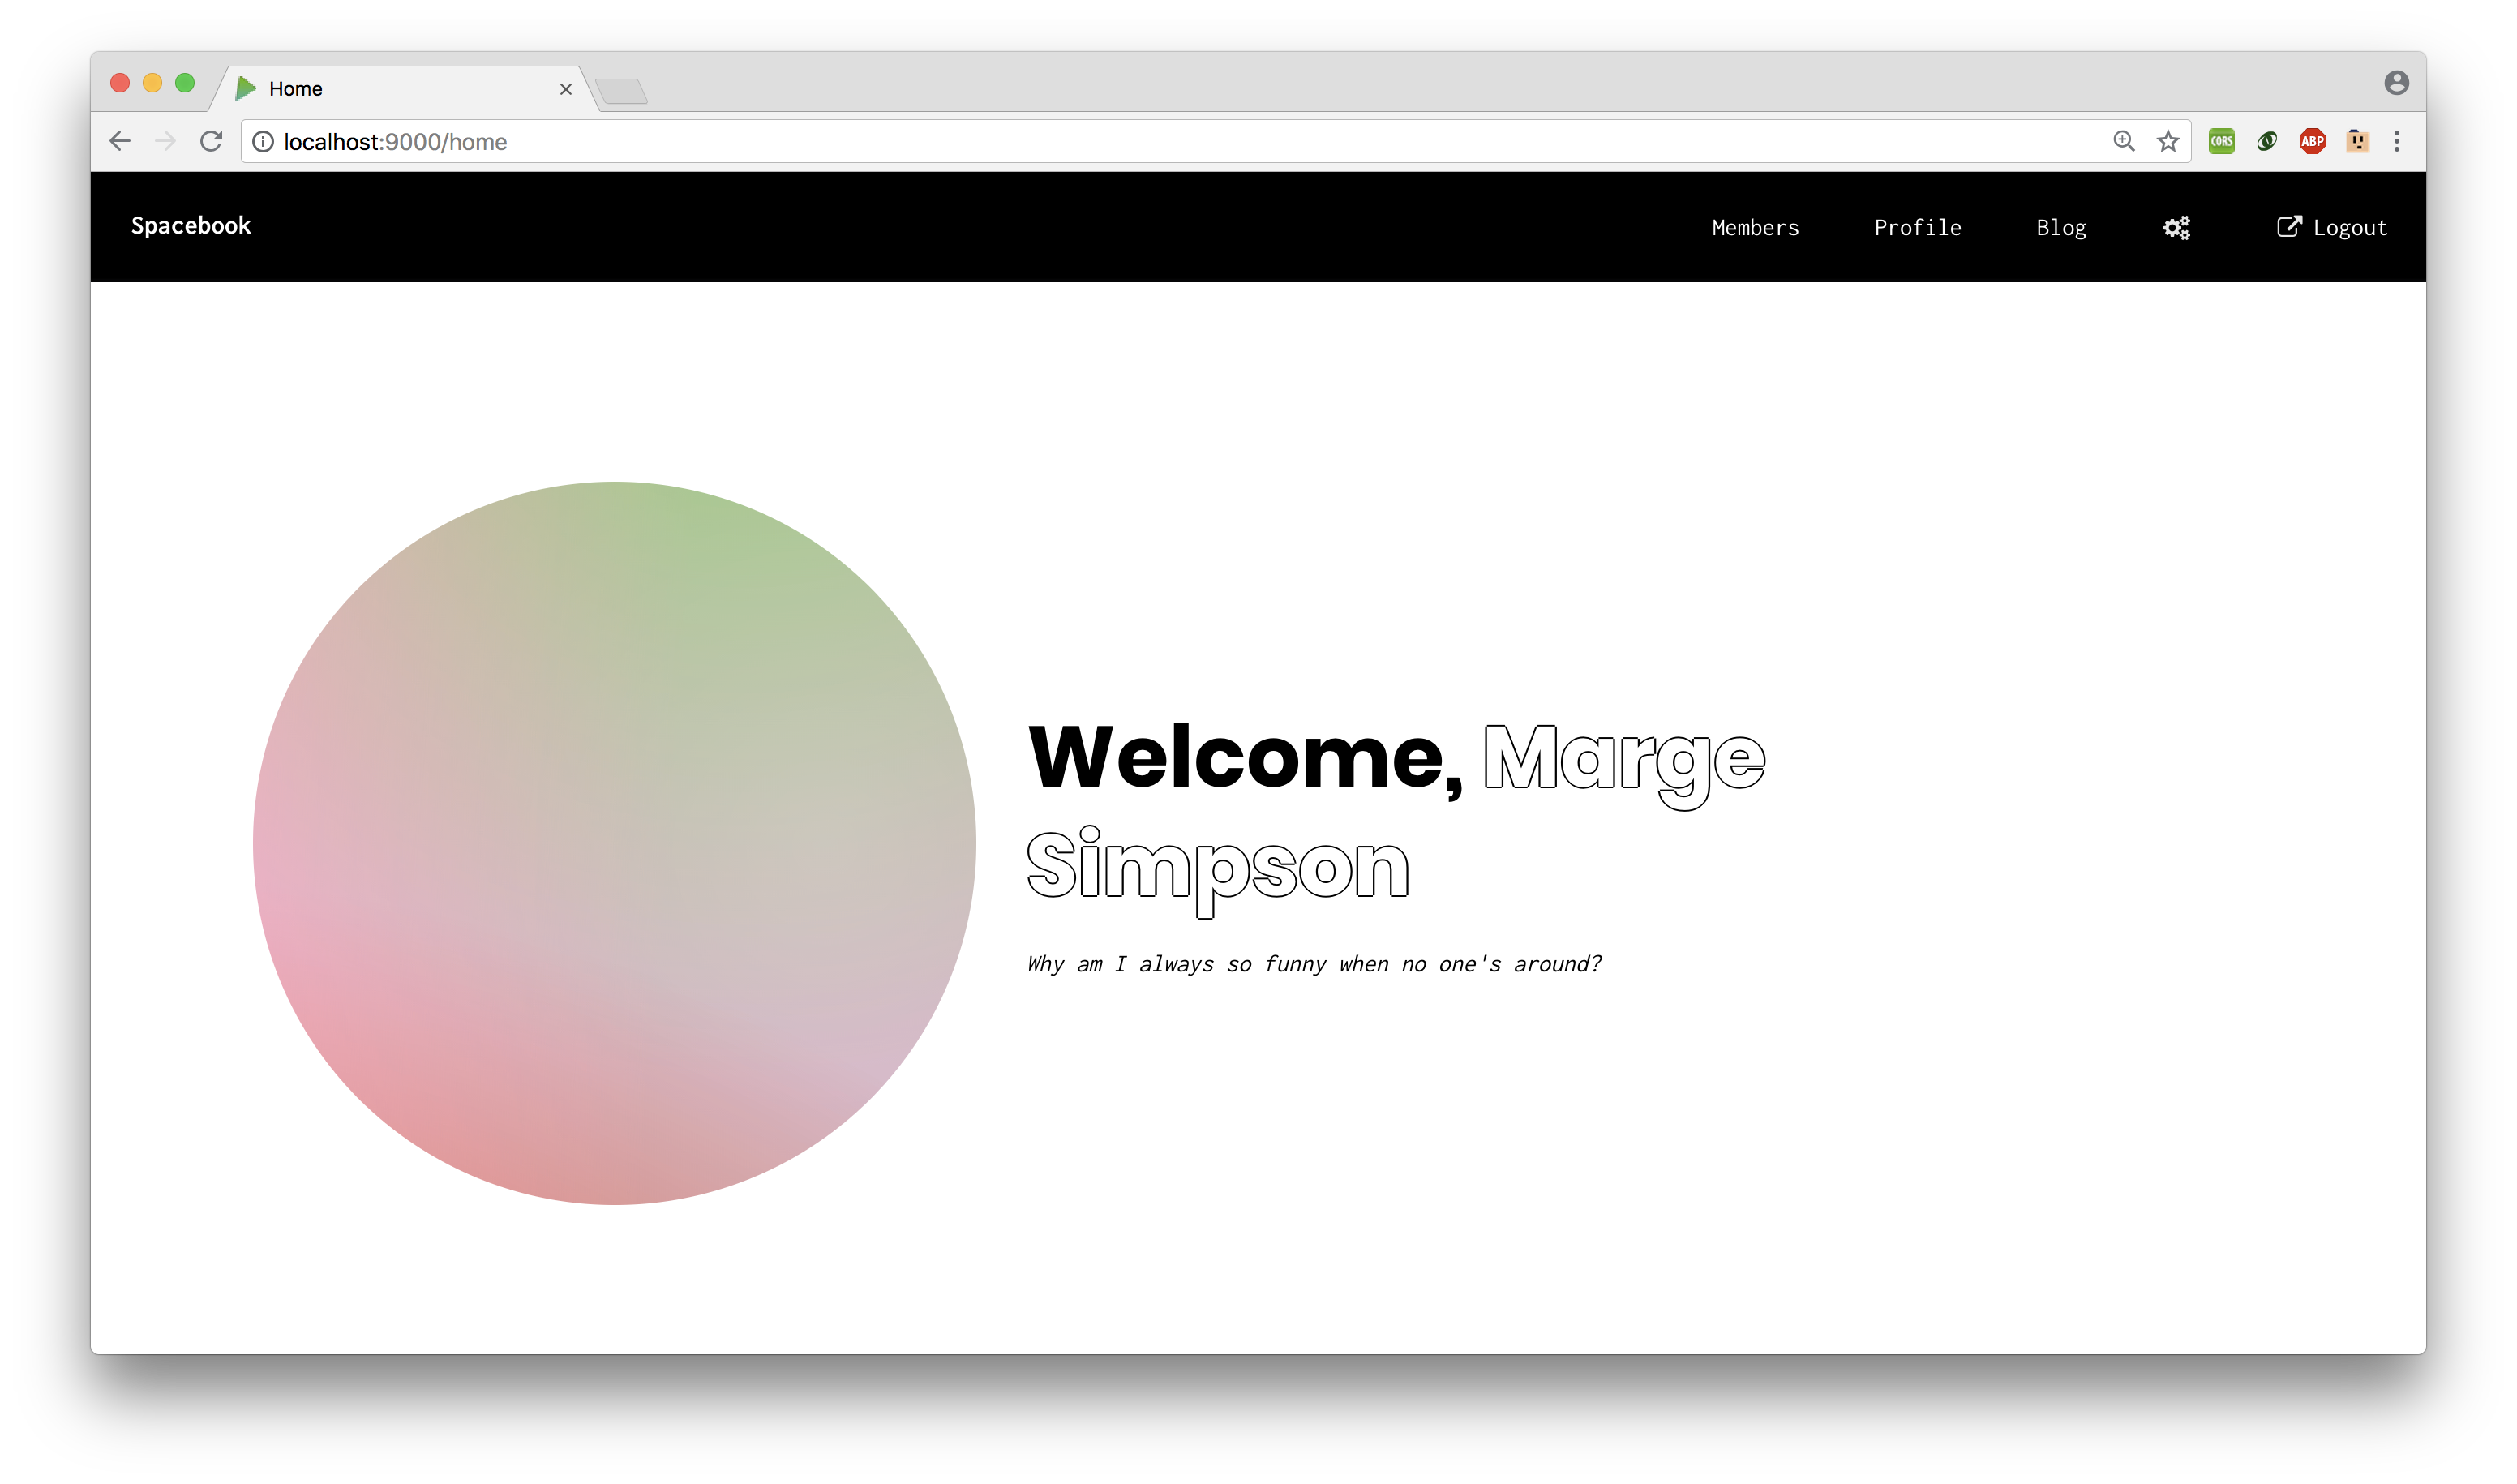 Home
localhost:9000/home
CORS
ABP
Spacebook
Members Profile Blog Logout
Welcome, Marge
Simpson
Why am I always so funny when no one's around?